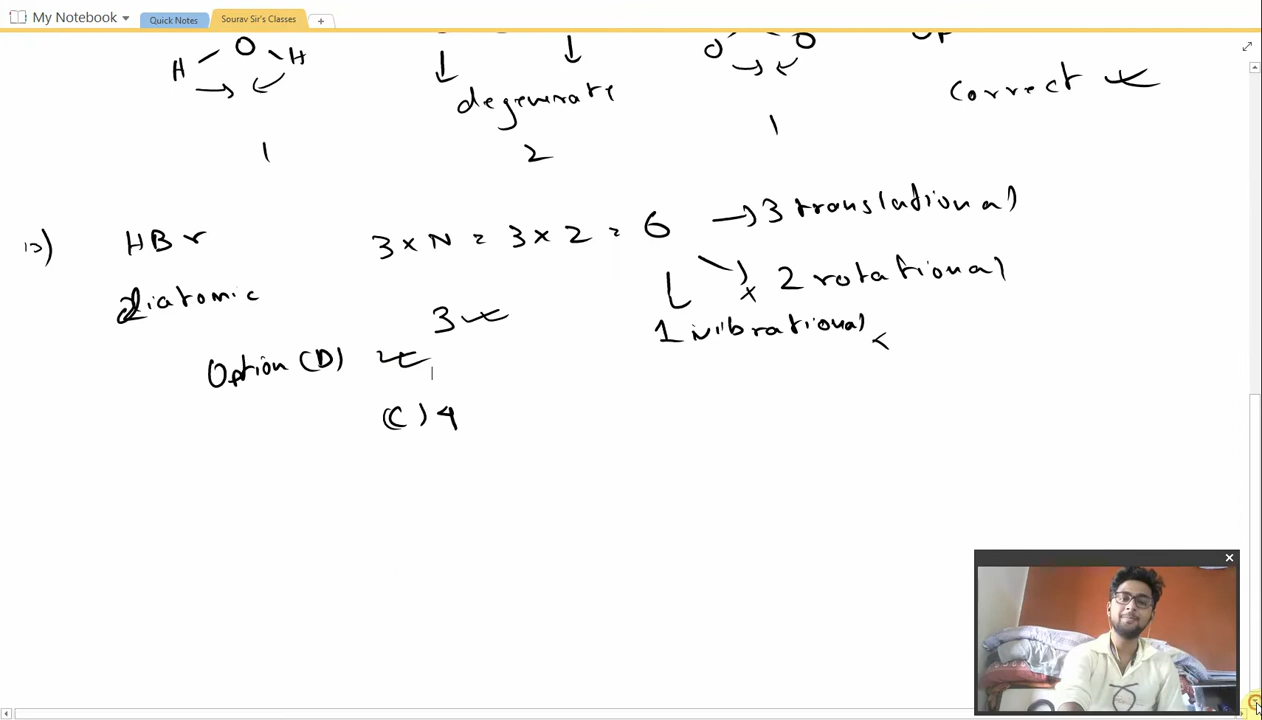 My Notebook
Quick Notes
Sourav Sir's Classes
H O H
O O
correct
degenerate
1
2
1
HBr
3 × N = 3 × 2 = 6
3 translational
diatomic
2 rotational
3
1 vibrational
Option (D)
(C) 4